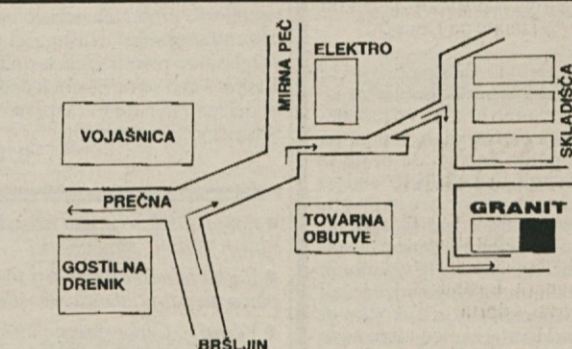 MIRNA PEČ
ELEKTRO
SKLADIŠČA
VOJAŠNICA
PREČNA
GRANIT
TOVARNA
OBUTVE
GOSTILNA
DRENIK
BRŠLJIN